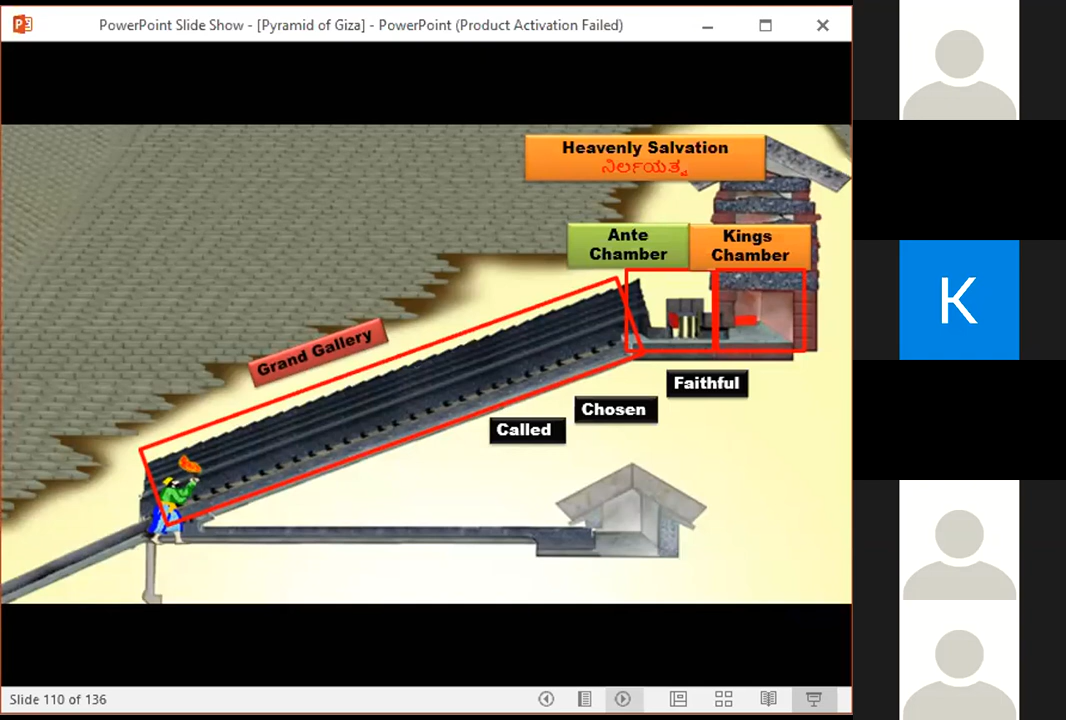 PowerPoint Slide Show - [Pyramid of Giza] - PowerPoint (Product Activation Failed)
Heavenly Salvation
ನಿರ್ಲಯತ್ವ
Ante
Chamber
Kings
Chamber
Grand Gallery
Faithful
Chosen
Called
K
Slide 110 of 136